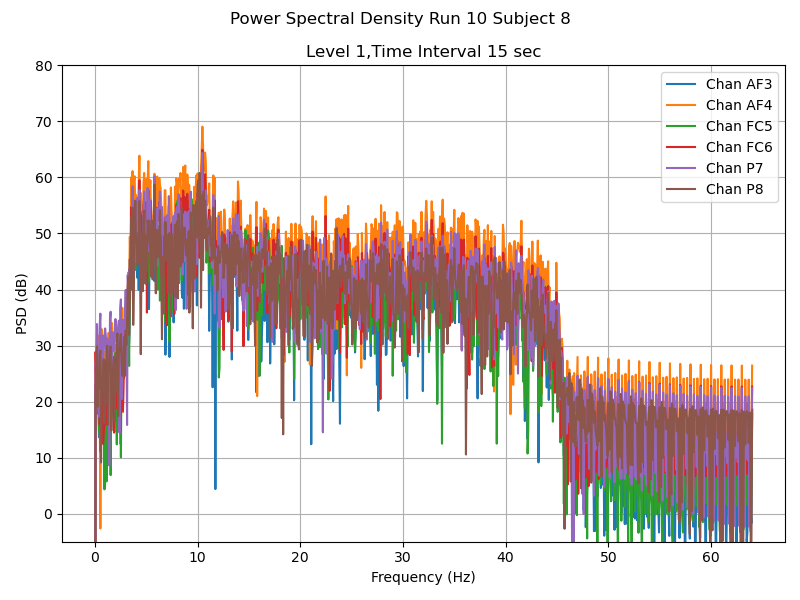 Power Spectral Density Run 10 Subject 8
Level 1,Time Interval 15 sec
80
70
60
50
40
30
20
10
0
PSD (dB)
Chan AF3
Chan AF4
Chan FC5
Chan FC6
Chan P7
Chan P8
0 10 20 30 40 50 60
Frequency (Hz)